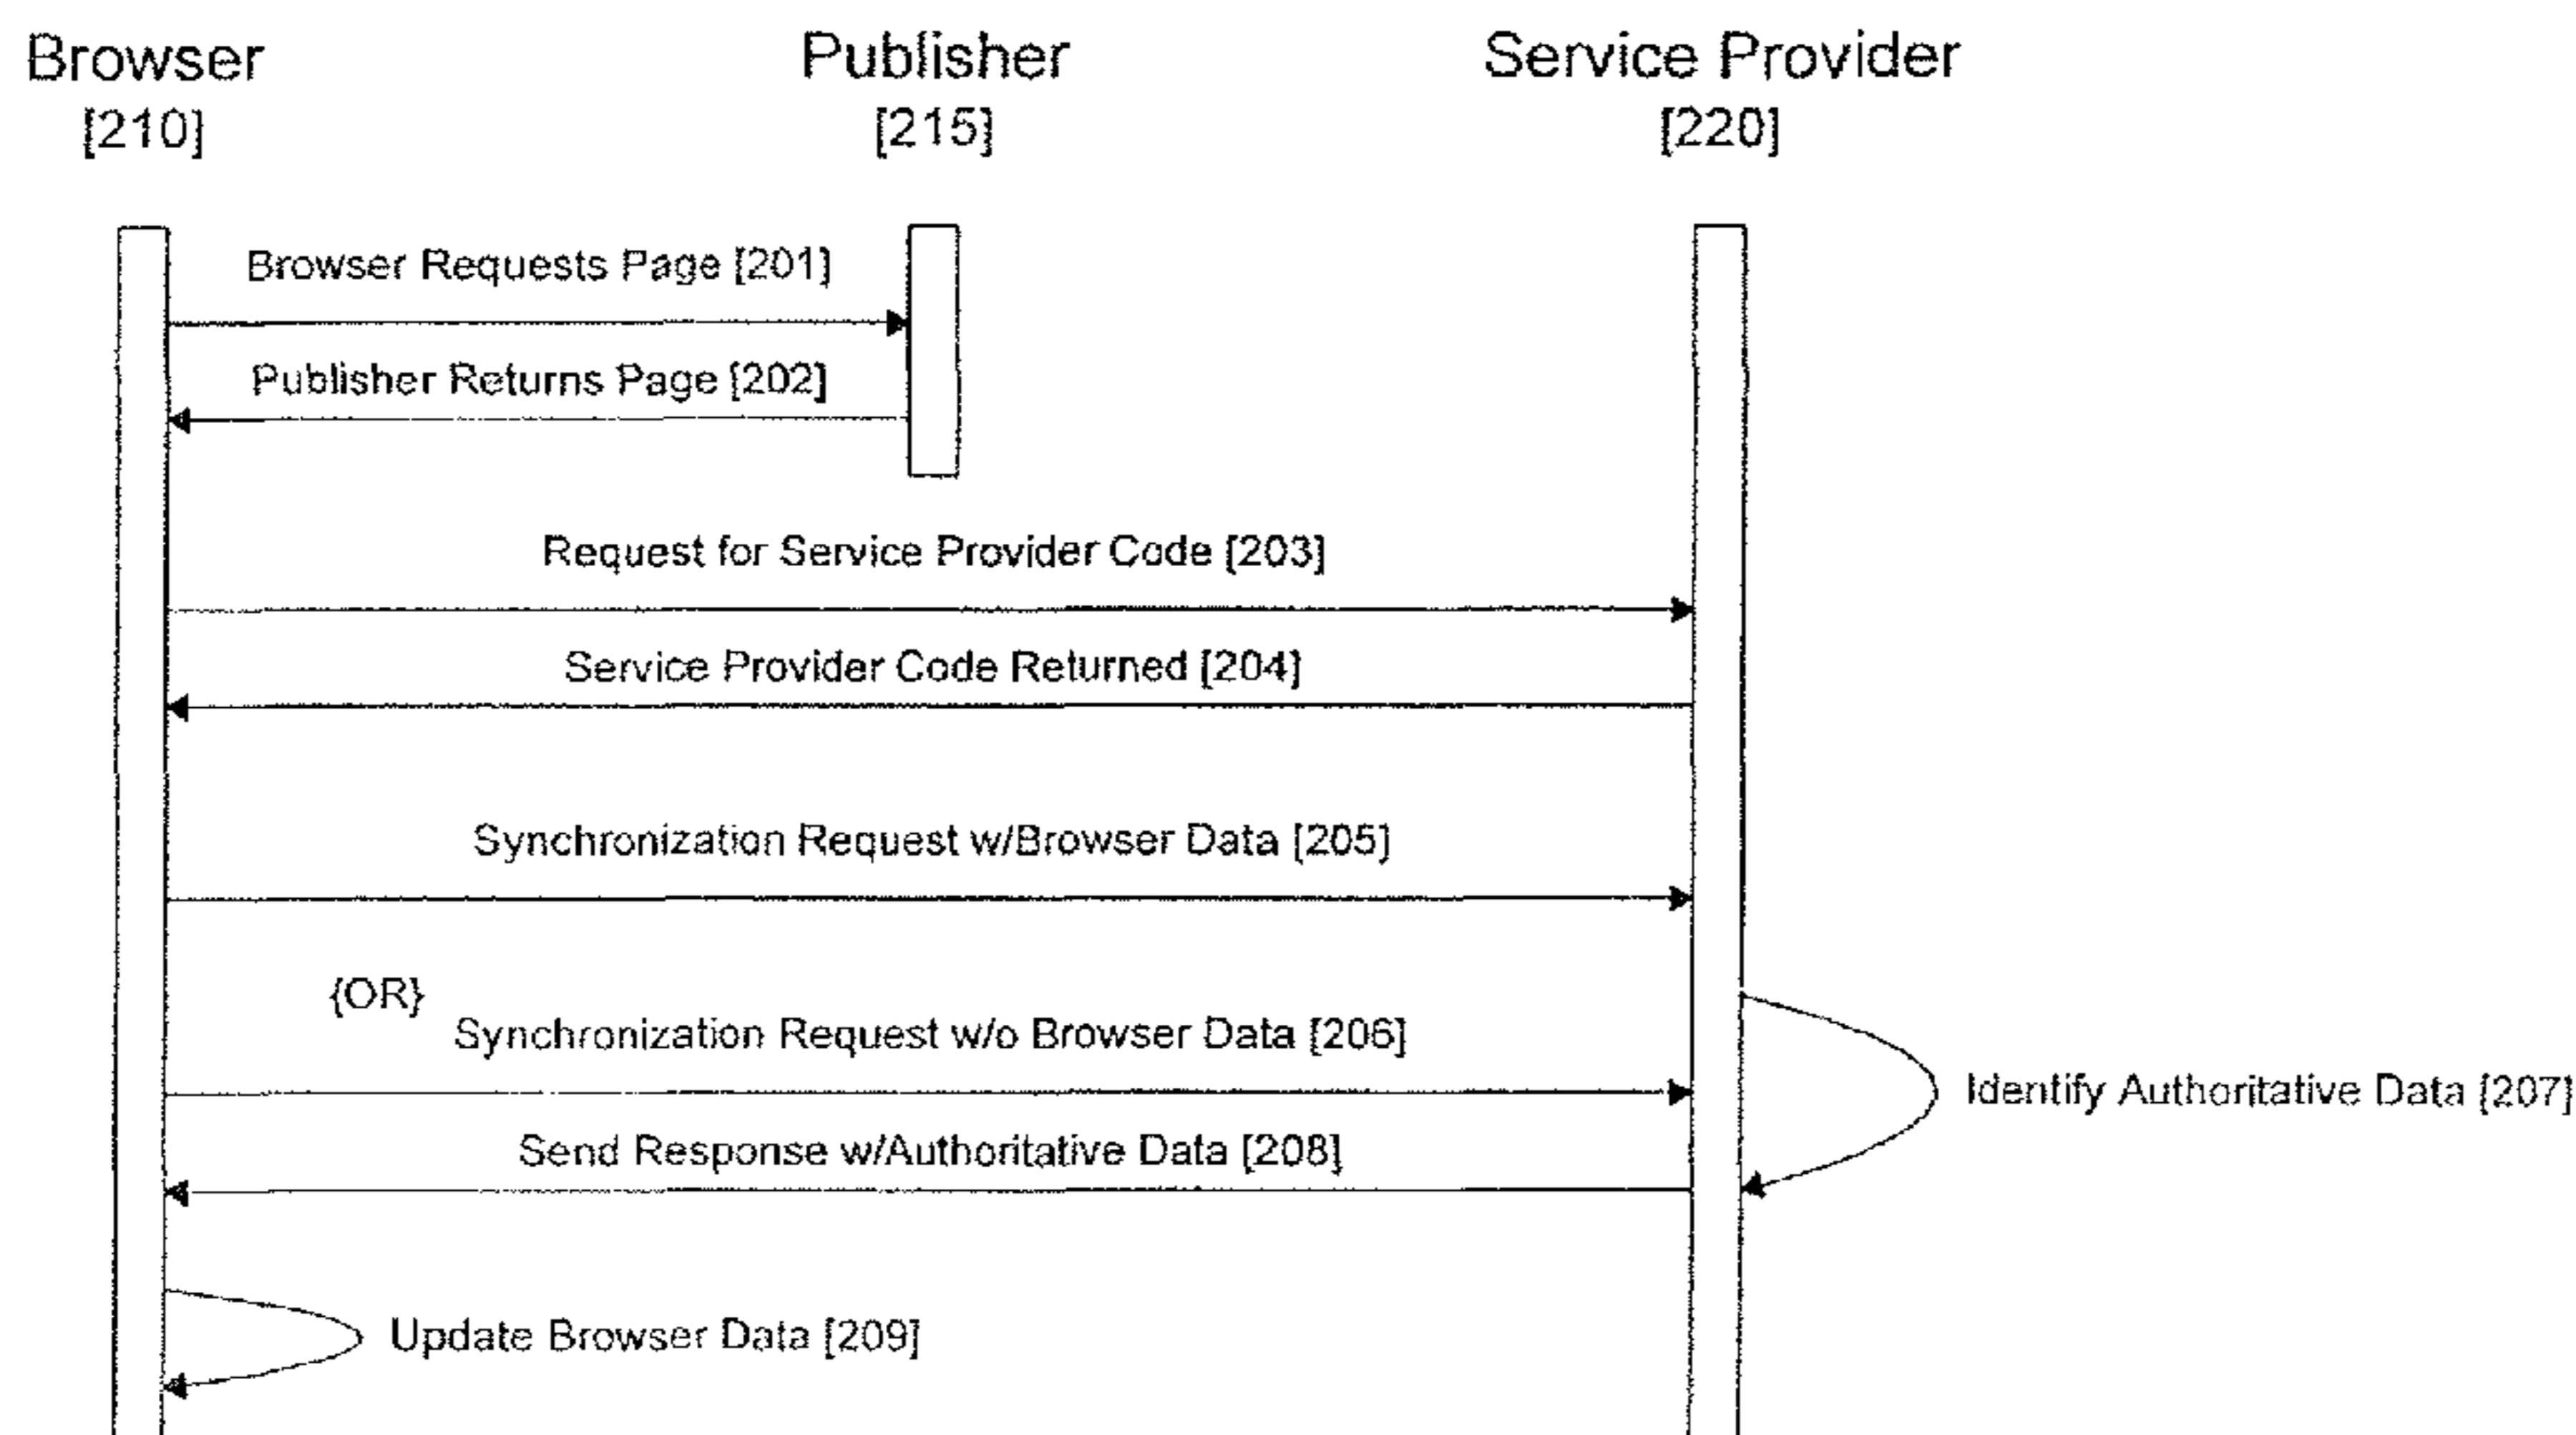 Browser Publisher Service Provider
[210] [215] [220]
Browser Requests Page [201]
Publisher Returns Page [202]
Request for Service Provider Code [203]
Service Provider Code Returned [204]
Synchronization Request w/Browser Data [205]
{OR}
Synchronization Request w/o Browser Data [206]
Identify Authoritative Data [207]
Send Response w/Authoritative Data [208]
Update Browser Data [209]